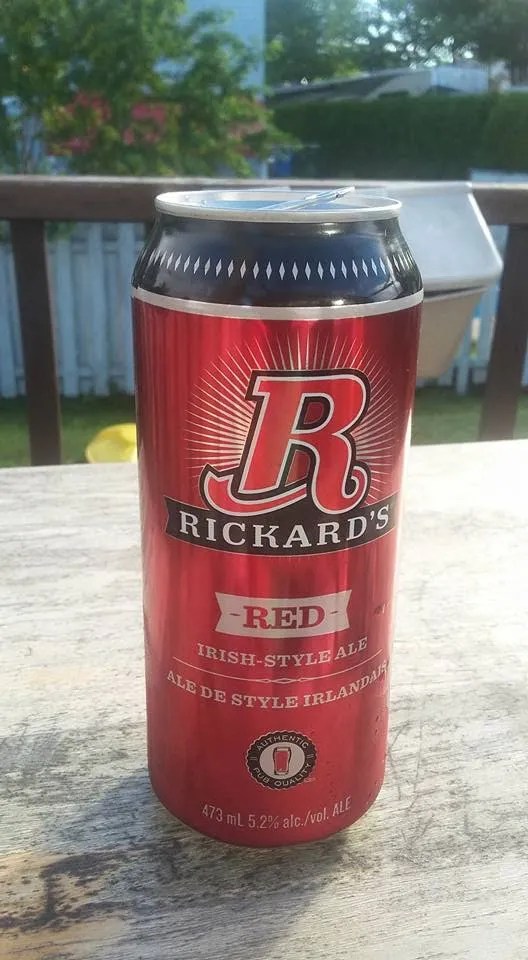 R
RICKARD'S
-RED-
IRISH-STYLE ALE
ALE DE STYLE IRLANDAIS
AUTHENTIC
PUB QUALITY
473 mL 5.2% alc./vol. ALE